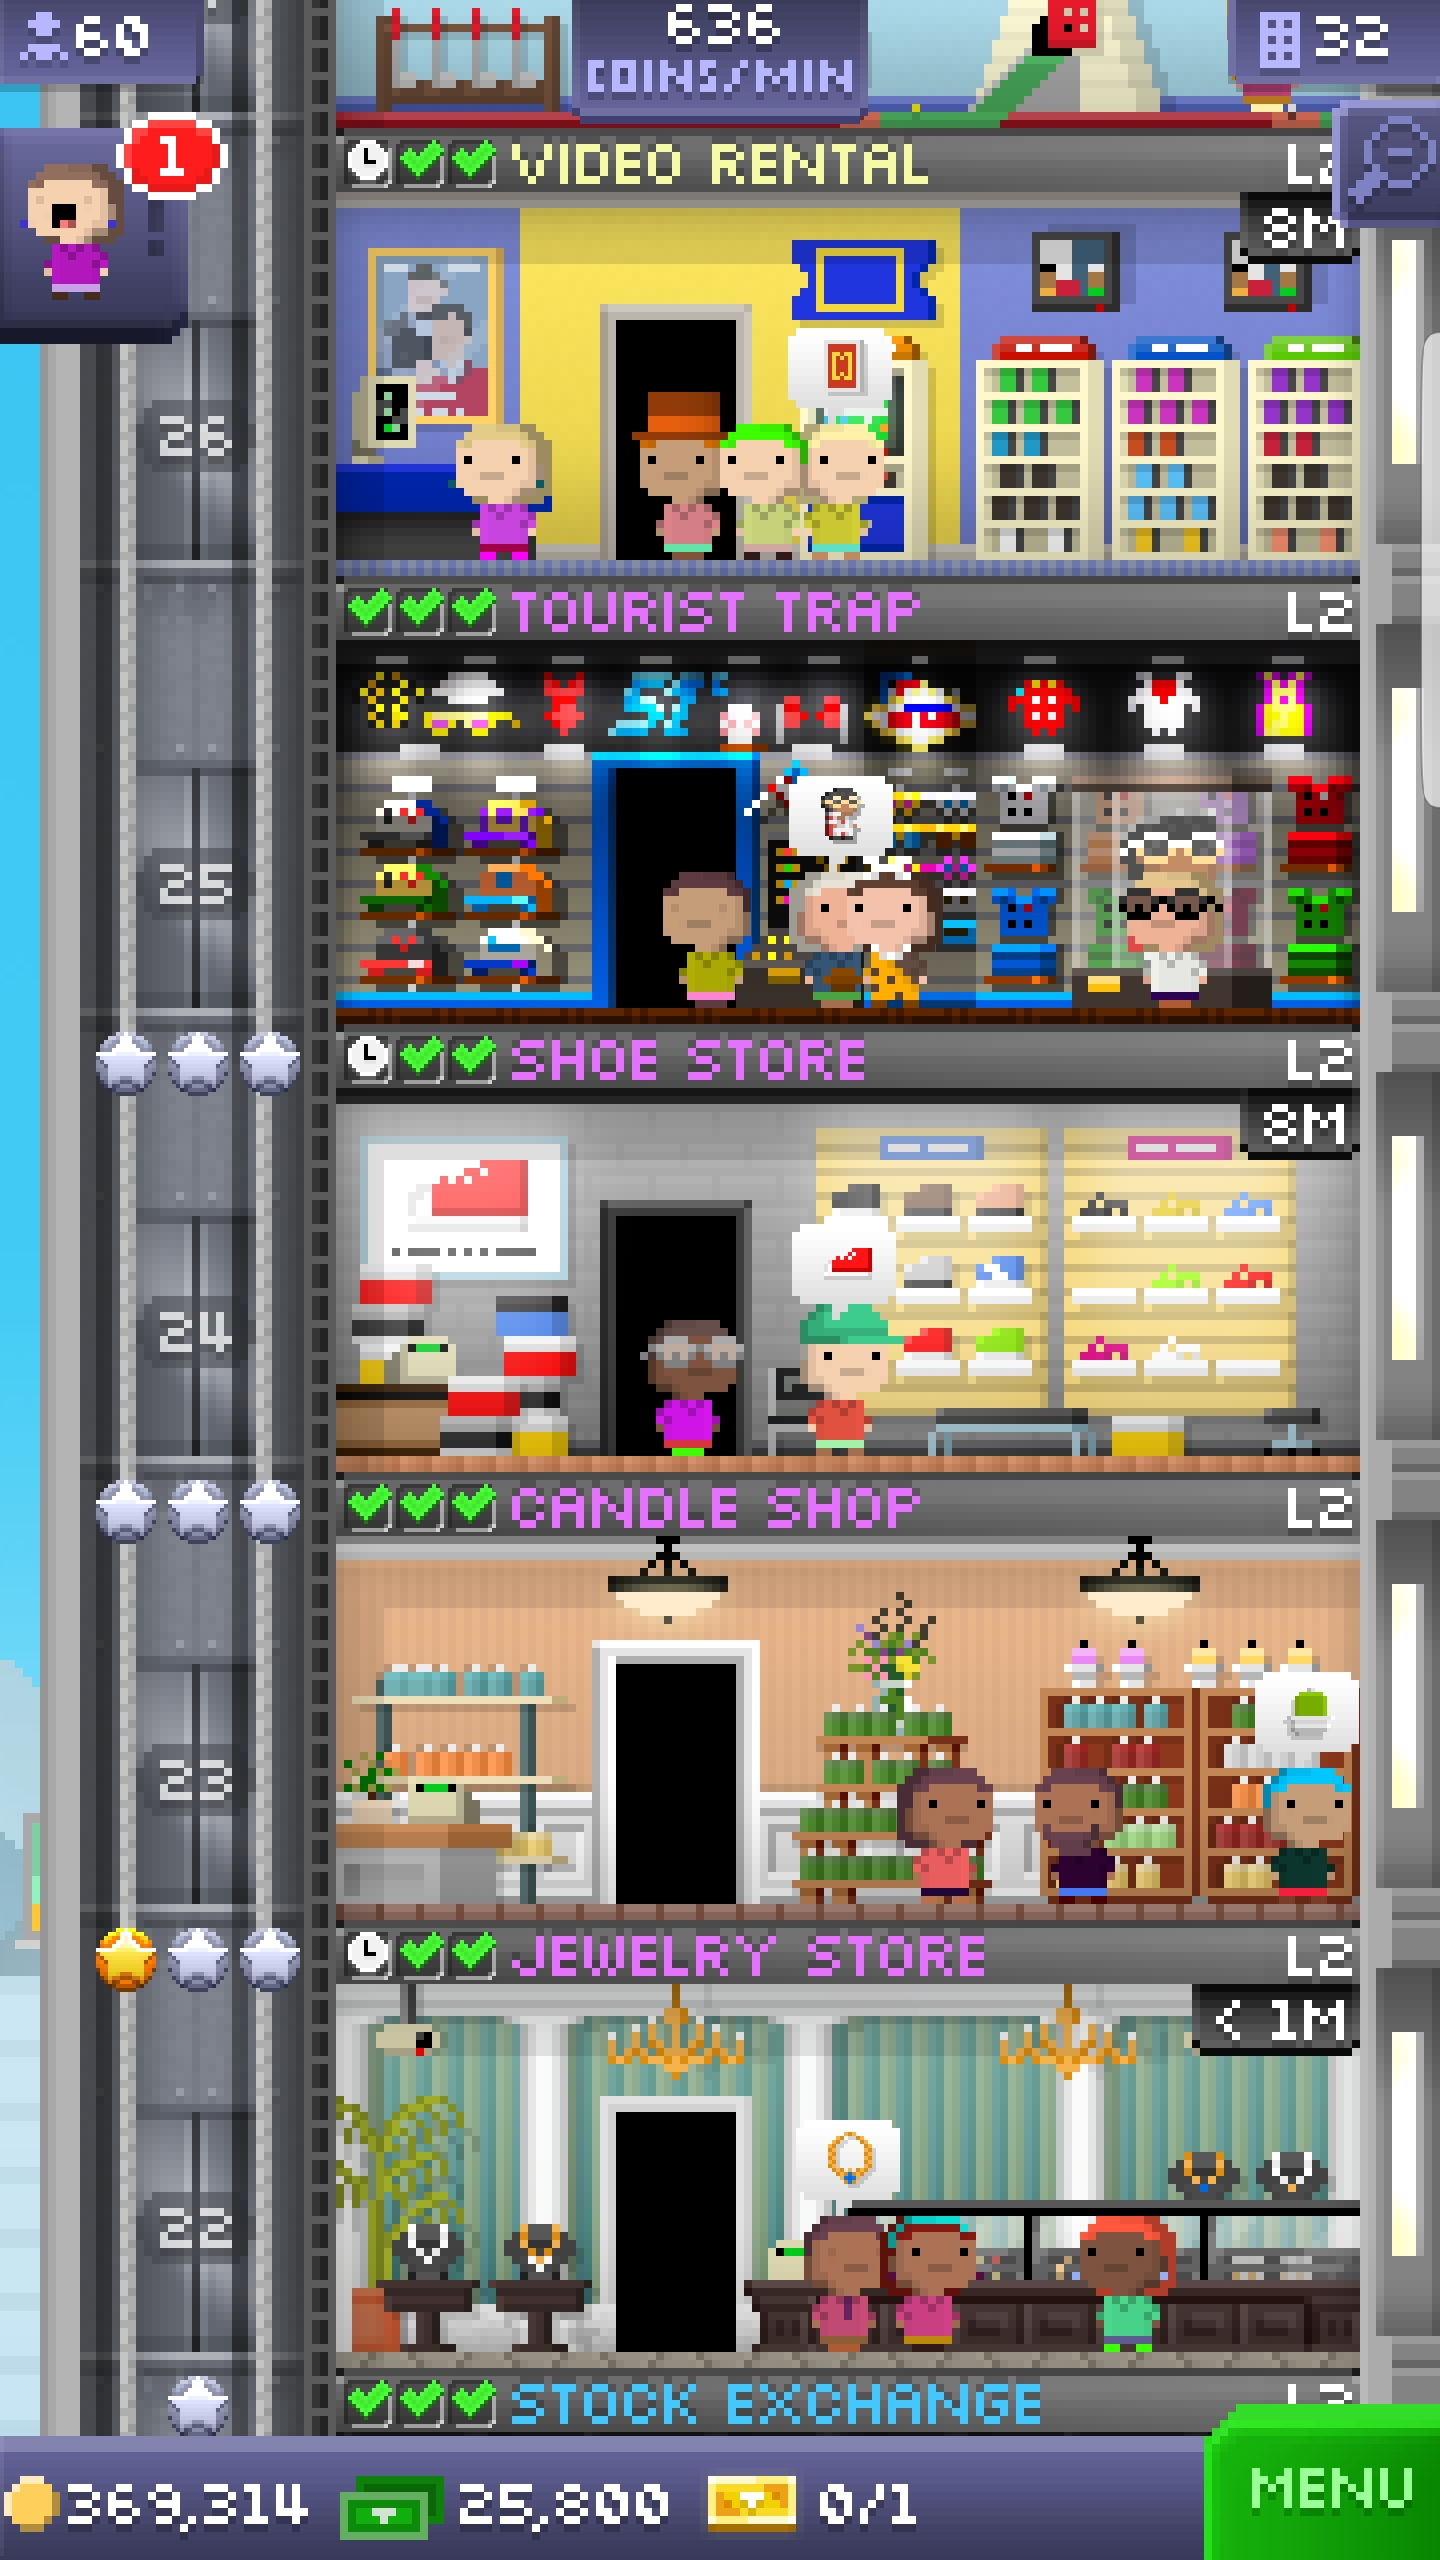 60
636
COINS/MIN
32
1
VIDEO RENTAL
8M
26
TOURIST TRAP L2
25
SHOE STORE L2
8M
24
CANDLE SHOP L2
23
JEWELRY STORE L2
< 1M
22
STOCK EXCHANGE
369,314 25,800 0/1
MENU